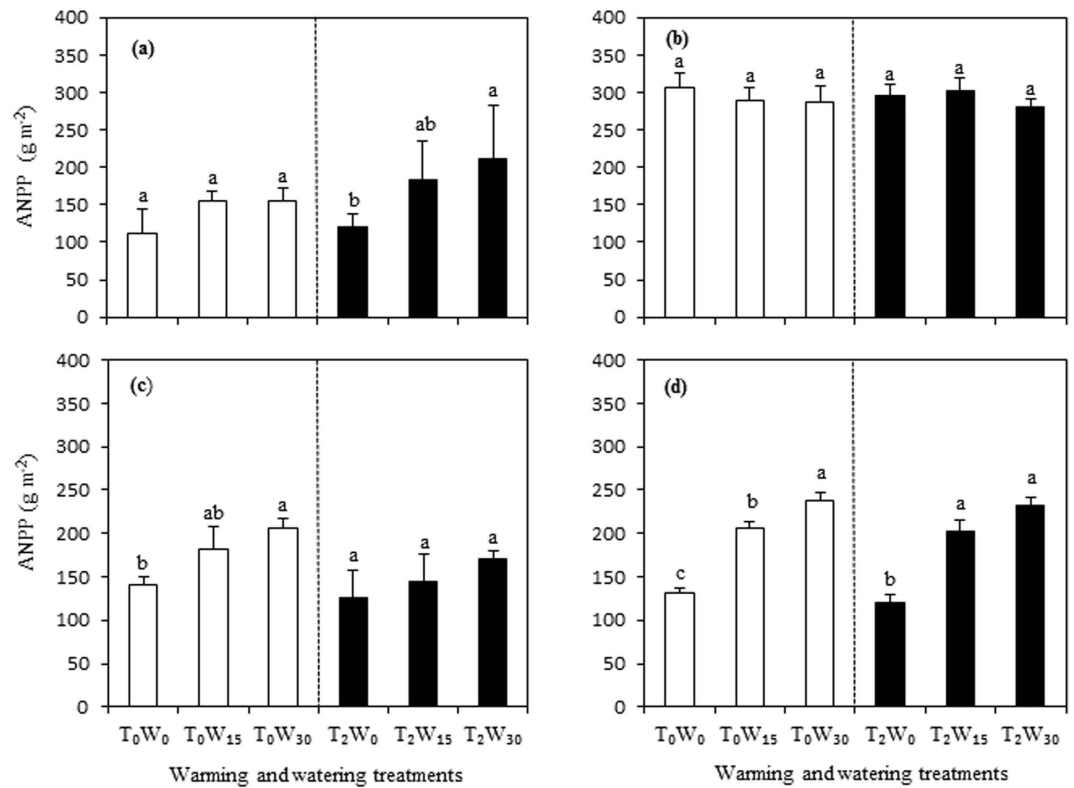 400
(a)
350
300
250
200
150
100
50
0
ANPP (g m⁻²)
a
a
a
b
ab
a
400
(b)
350
300
250
200
150
100
50
0
a
a
a
a
a
a
400
(c)
350
300
250
200
150
100
50
0
ANPP (g m⁻²)
b
ab
a
a
a
a
T₀W₀ T₀W₁₅ T₀W₃₀ T₂W₀ T₂W₁₅ T₂W₃₀
Warming and watering treatments
400
(d)
350
300
250
200
150
100
50
0
c
b
a
b
a
a
T₀W₀ T₀W₁₅ T₀W₃₀ T₂W₀ T₂W₁₅ T₂W₃₀
Warming and watering treatments